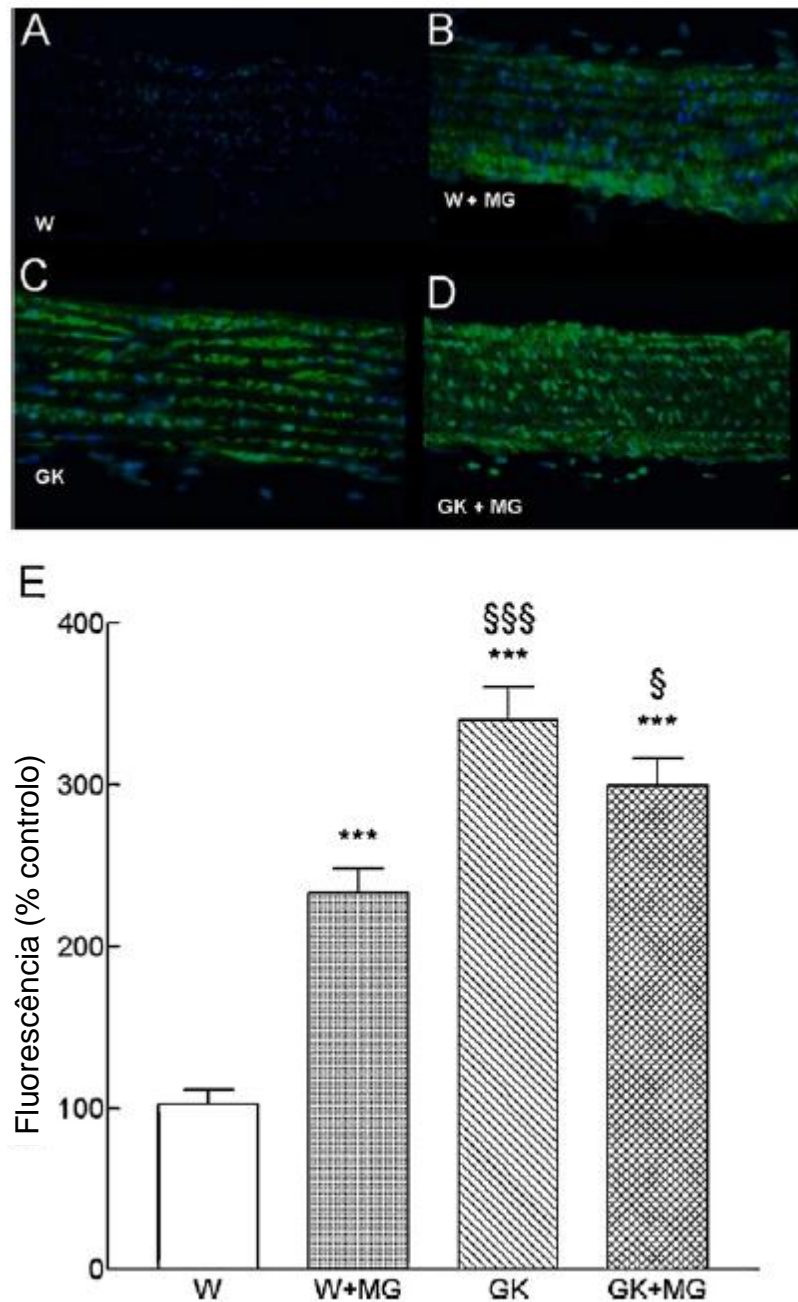 A
B
W
W + MG
C
D
GK
GK + MG
E
Fluorescência (% controlo)
400
300
200
100
0
***
§§§
***
§
***
W
W+MG
GK
GK+MG